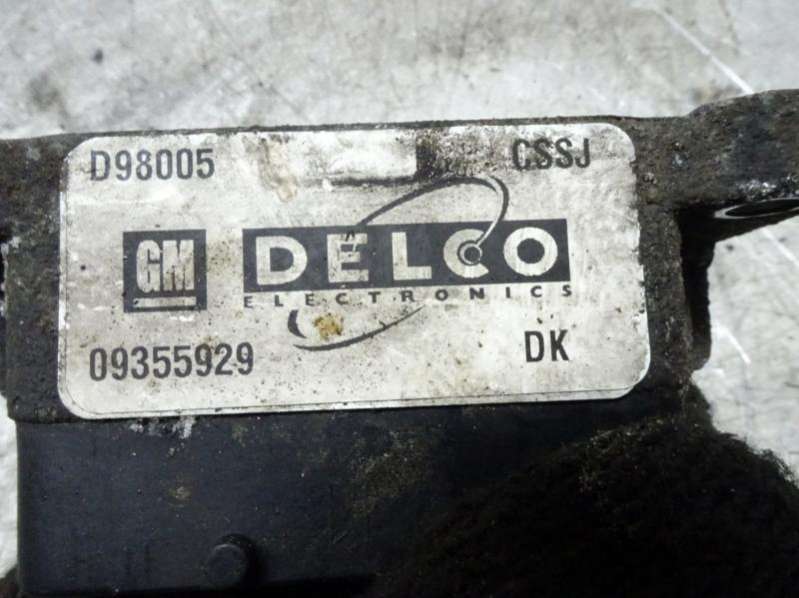 D98005 CSSJ
GM DELCO
ELECTRONICS
09355929 DK